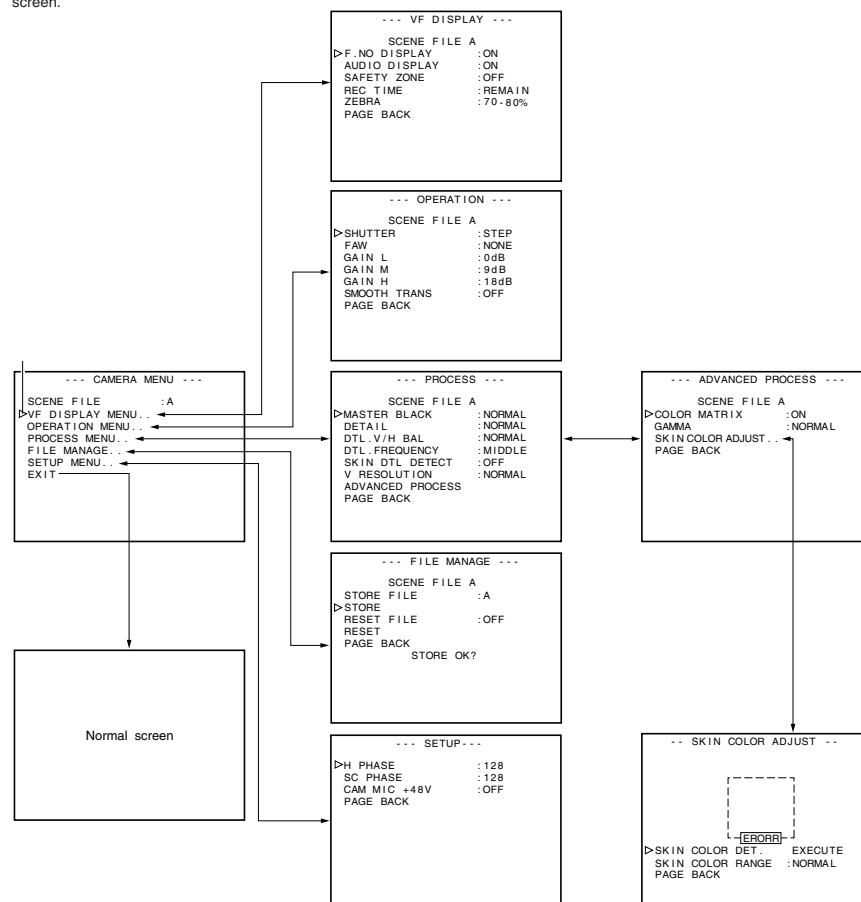 screen.
--- VF DISPLAY ---
SCENE FILE A
F.NO DISPLAY :ON
AUDIO DISPLAY :ON
SAFETY ZONE :OFF
REC TIME :REMAIN
ZEBRA :70-80%
PAGE BACK
--- OPERATION ---
SCENE FILE A
SHUTTER :STEP
FAW :NONE
GAIN L :0dB
GAIN M :9dB
GAIN H :18dB
SMOOTH TRANS :OFF
PAGE BACK
--- CAMERA MENU ---
SCENE FILE :A
VF DISPLAY MENU..
OPERATION MENU..
PROCESS MENU..
FILE MANAGE..
SETUP MENU..
EXIT
--- PROCESS ---
SCENE FILE A
MASTER BLACK :NORMAL
DETAIL :NORMAL
DTL.V/H BAL :NORMAL
DTL.FREQUENCY :MIDDLE
SKIN DTL DETECT :OFF
V RESOLUTION :NORMAL
ADVANCED PROCESS
PAGE BACK
--- ADVANCED PROCESS ---
SCENE FILE A
COLOR MATRIX :ON
GAMMA :NORMAL
SKIN COLOR ADJUST..
PAGE BACK
--- FILE MANAGE ---
SCENE FILE A
STORE FILE :A
STORE
RESET FILE :OFF
RESET
PAGE BACK
STORE OK?
Normal screen
--- SETUP---
H PHASE :128
SC PHASE :128
CAM MIC +48V :OFF
PAGE BACK
-- SKIN COLOR ADJUST --
ERORR
SKIN COLOR DET. EXECUTE
SKIN COLOR RANGE :NORMAL
PAGE BACK